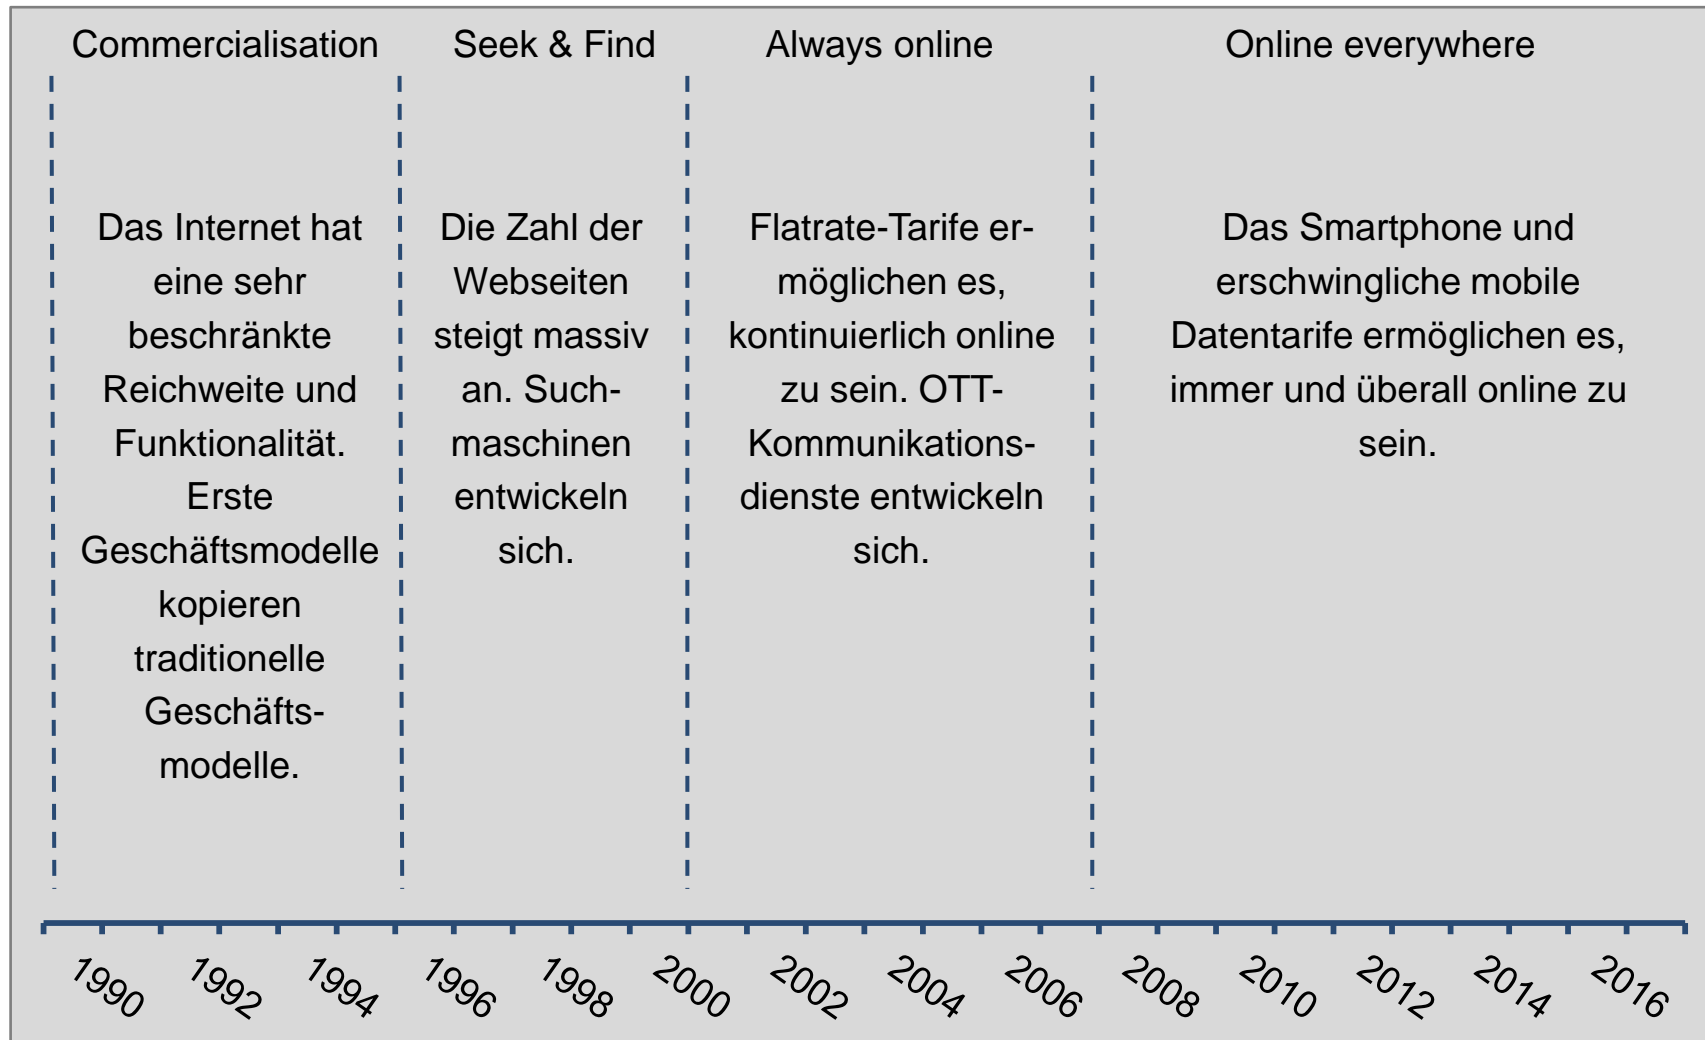 Commercialisation
Seek & Find
Always online
Online everywhere
Das Internet hat
eine sehr
beschränkte
Reichweite und
Funktionalität.
Erste
Geschäftsmodelle
kopieren
traditionelle
Geschäfts-
modelle.
Die Zahl der
Webseiten
steigt massiv
an. Such-
maschinen
entwickeln
sich.
Flatrate-Tarife er-
möglichen es,
kontinuierlich online
zu sein. OTT-
Kommunikations-
dienste entwickeln
sich.
Das Smartphone und
erschwingliche mobile
Datentarife ermöglichen es,
immer und überall online zu
sein.
1990
1992
1994
1996
1998
2000
2002
2004
2006
2008
2010
2012
2014
2016